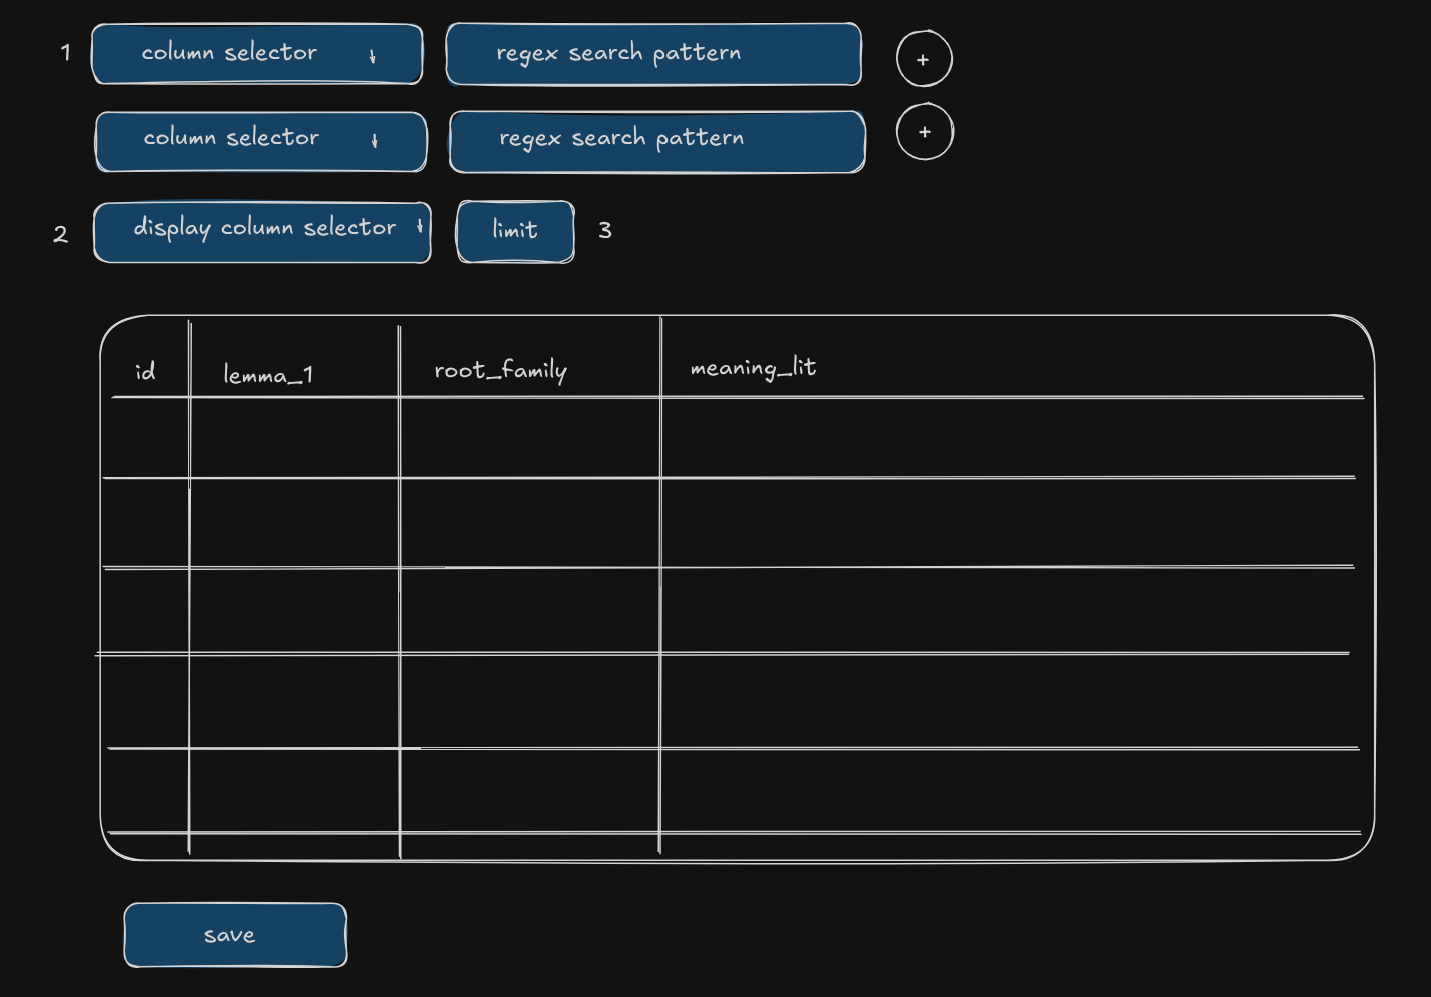 1 column selector ↓ regex search pattern +
column selector ↓ regex search pattern +
2 display column selector ↓ limit 3
id lemma_1 root_family meaning_lit
save